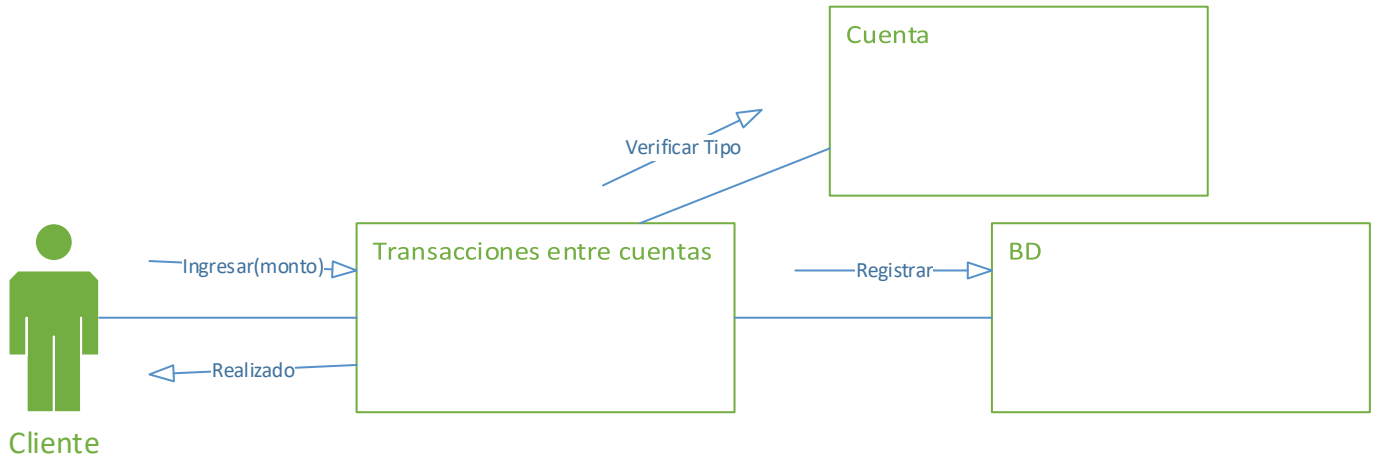 Cuenta
Verificar Tipo
Transacciones entre cuentas
BD
Ingresar(monto)
Registrar
Realizado
Cliente